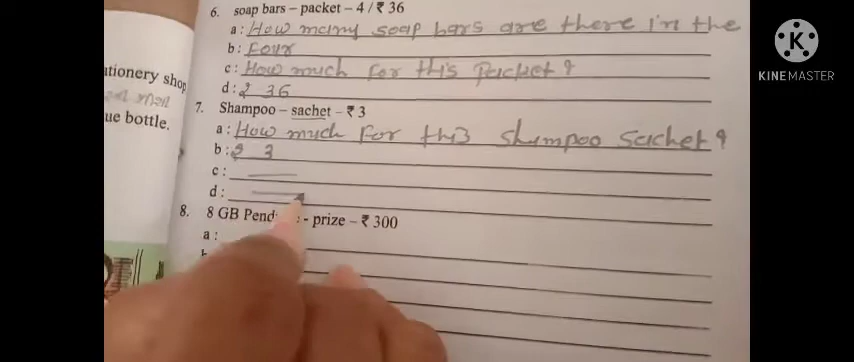 6. soap bars – packet – 4 / ₹ 36
a: How many soap bars are there in the
b: Four
c: How much for this Packet ?
d: ₹ 36
7. Shampoo – sachet – ₹ 3
a: How much for this shympoo sachet ?
b: ₹ 3
c:
d:
8. 8 GB Pend - prize – ₹ 300
a:
ationery shop
ue bottle.
KINEMASTER